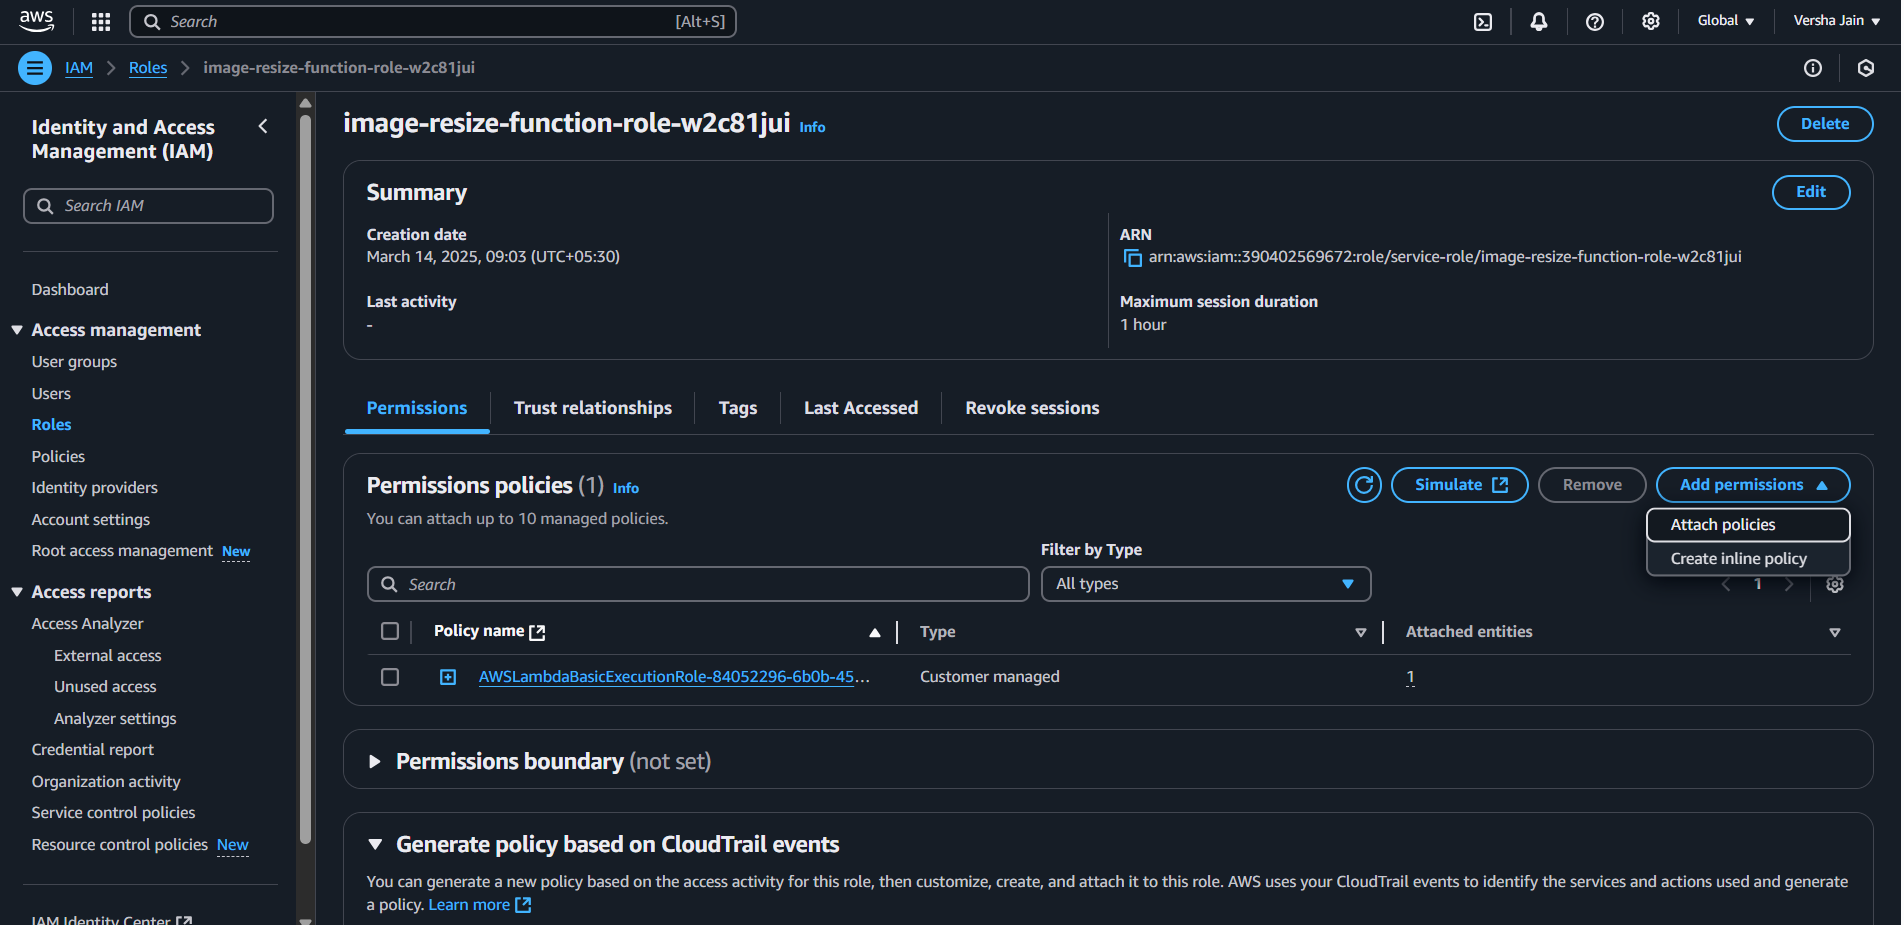 aws
Search [Alt+S]
Global
Versha Jain
IAM
Roles
image-resize-function-role-w2c81jui
Identity and Access
Management (IAM)
Search IAM
Dashboard
Access management
User groups
Users
Roles
Policies
Identity providers
Account settings
Root access management New
Access reports
Access Analyzer
External access
Unused access
Analyzer settings
Credential report
Organization activity
Service control policies
Resource control policies New
IAM Identity Center
image-resize-function-role-w2c81jui Info
Delete
Summary
Edit
Creation date
March 14, 2025, 09:03 (UTC+05:30)
ARN
arn:aws:iam::390402569672:role/service-role/image-resize-function-role-w2c81jui
Last activity
-
Maximum session duration
1 hour
Permissions
Trust relationships
Tags
Last Accessed
Revoke sessions
Permissions policies (1) Info
You can attach up to 10 managed policies.
Simulate
Remove
Add permissions
Attach policies
Create inline policy
Filter by Type
Search
All types
1
Policy name
Type
Attached entities
AWSLambdaBasicExecutionRole-84052296-6b0b-45...
Customer managed
1
Permissions boundary (not set)
Generate policy based on CloudTrail events
You can generate a new policy based on the access activity for this role, then customize, create, and attach it to this role. AWS uses your CloudTrail events to identify the services and actions used and generate
a policy. Learn more